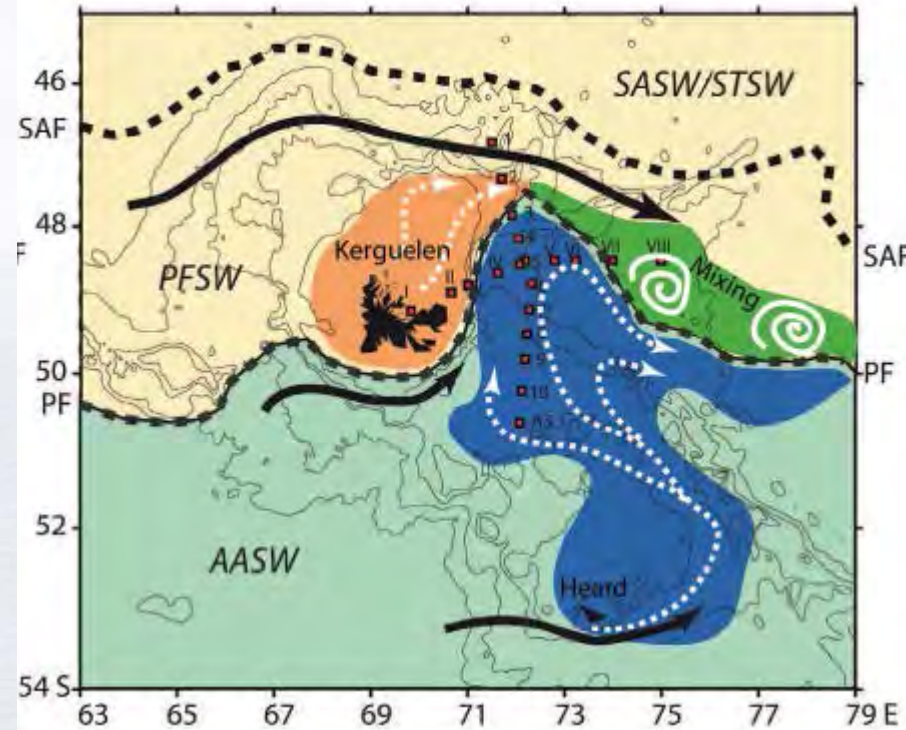 46
SASW/STSW
SAF
48
Kerguelen
VII
VIII
SAF
Mixing
PFSW
II
I
IV
V
50
PF
PF
9
10
52
AASW
Heard
54 S
63 65 67 69 71 73 75 77 79 E